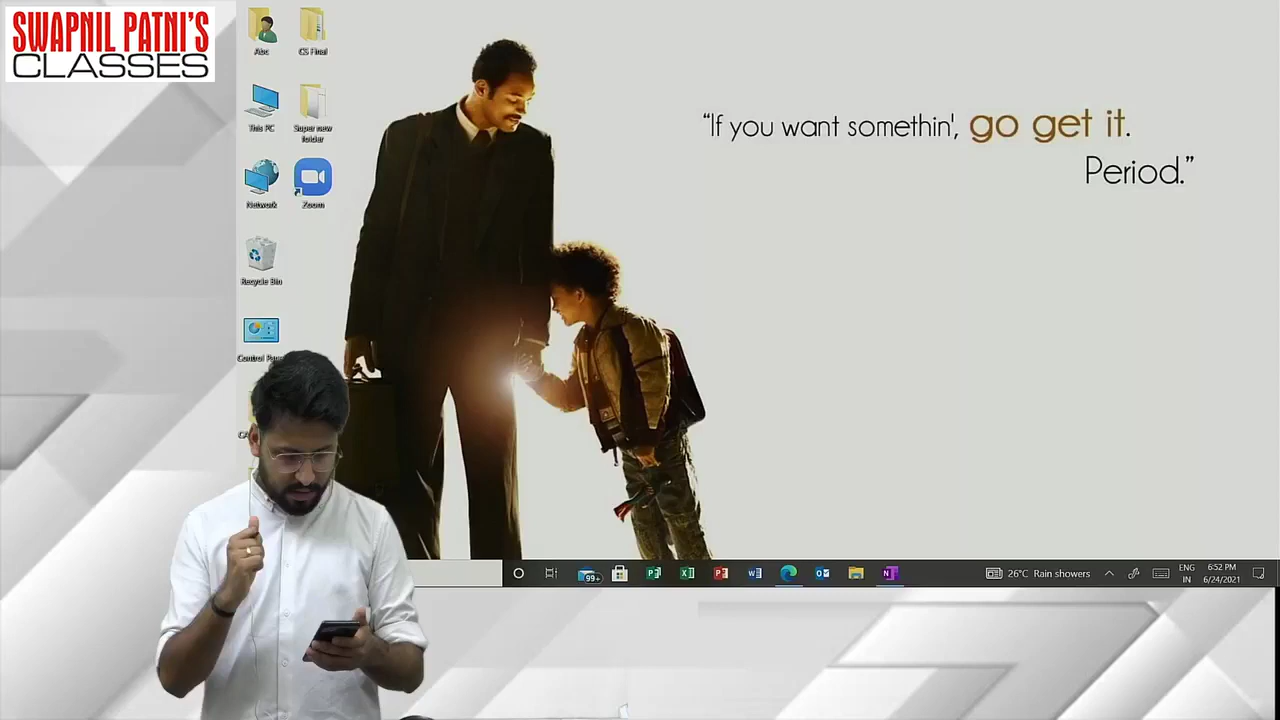 SWAPNIL PATNI'S
CLASSES
Abc
CS Final
This PC
Super new
folder
Network
Zoom
Recycle Bin
"If you want somethin', go get it.
Period."
99+
26°C Rain showers
ENG
IN
6:52 PM
6/24/2021